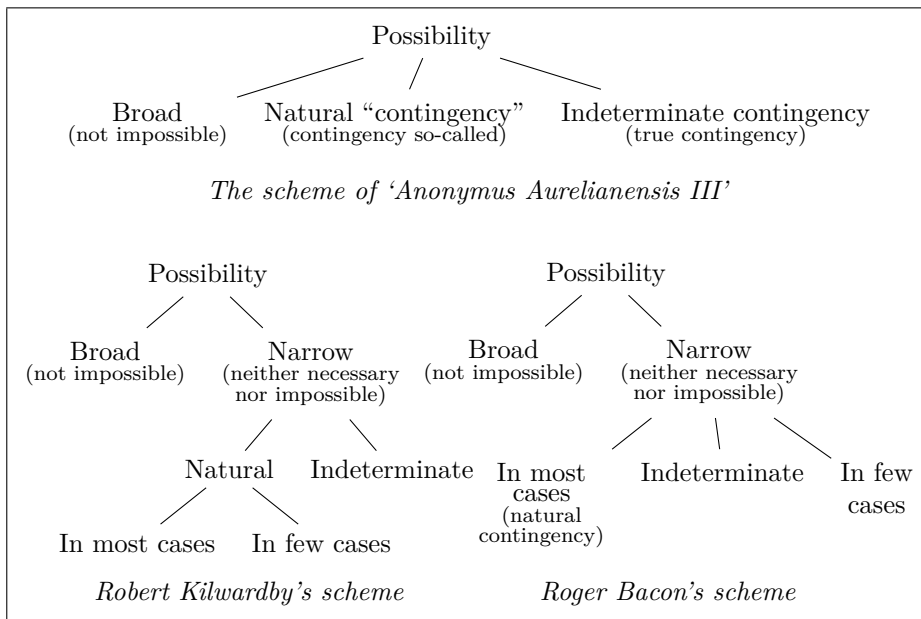 Possibility
Broad
(not impossible)
Natural “contingency”
(contingency so-called)
Indeterminate contingency
(true contingency)
The scheme of ‘Anonymus Aurelianensis III’
Possibility
Broad
(not impossible)
Narrow
(neither necessary
nor impossible)
Natural
Indeterminate
In most cases
In few cases
Robert Kilwardby’s scheme
Possibility
Broad
(not impossible)
Narrow
(neither necessary
nor impossible)
In most
cases
(natural
contingency)
Indeterminate
In few
cases
Roger Bacon’s scheme